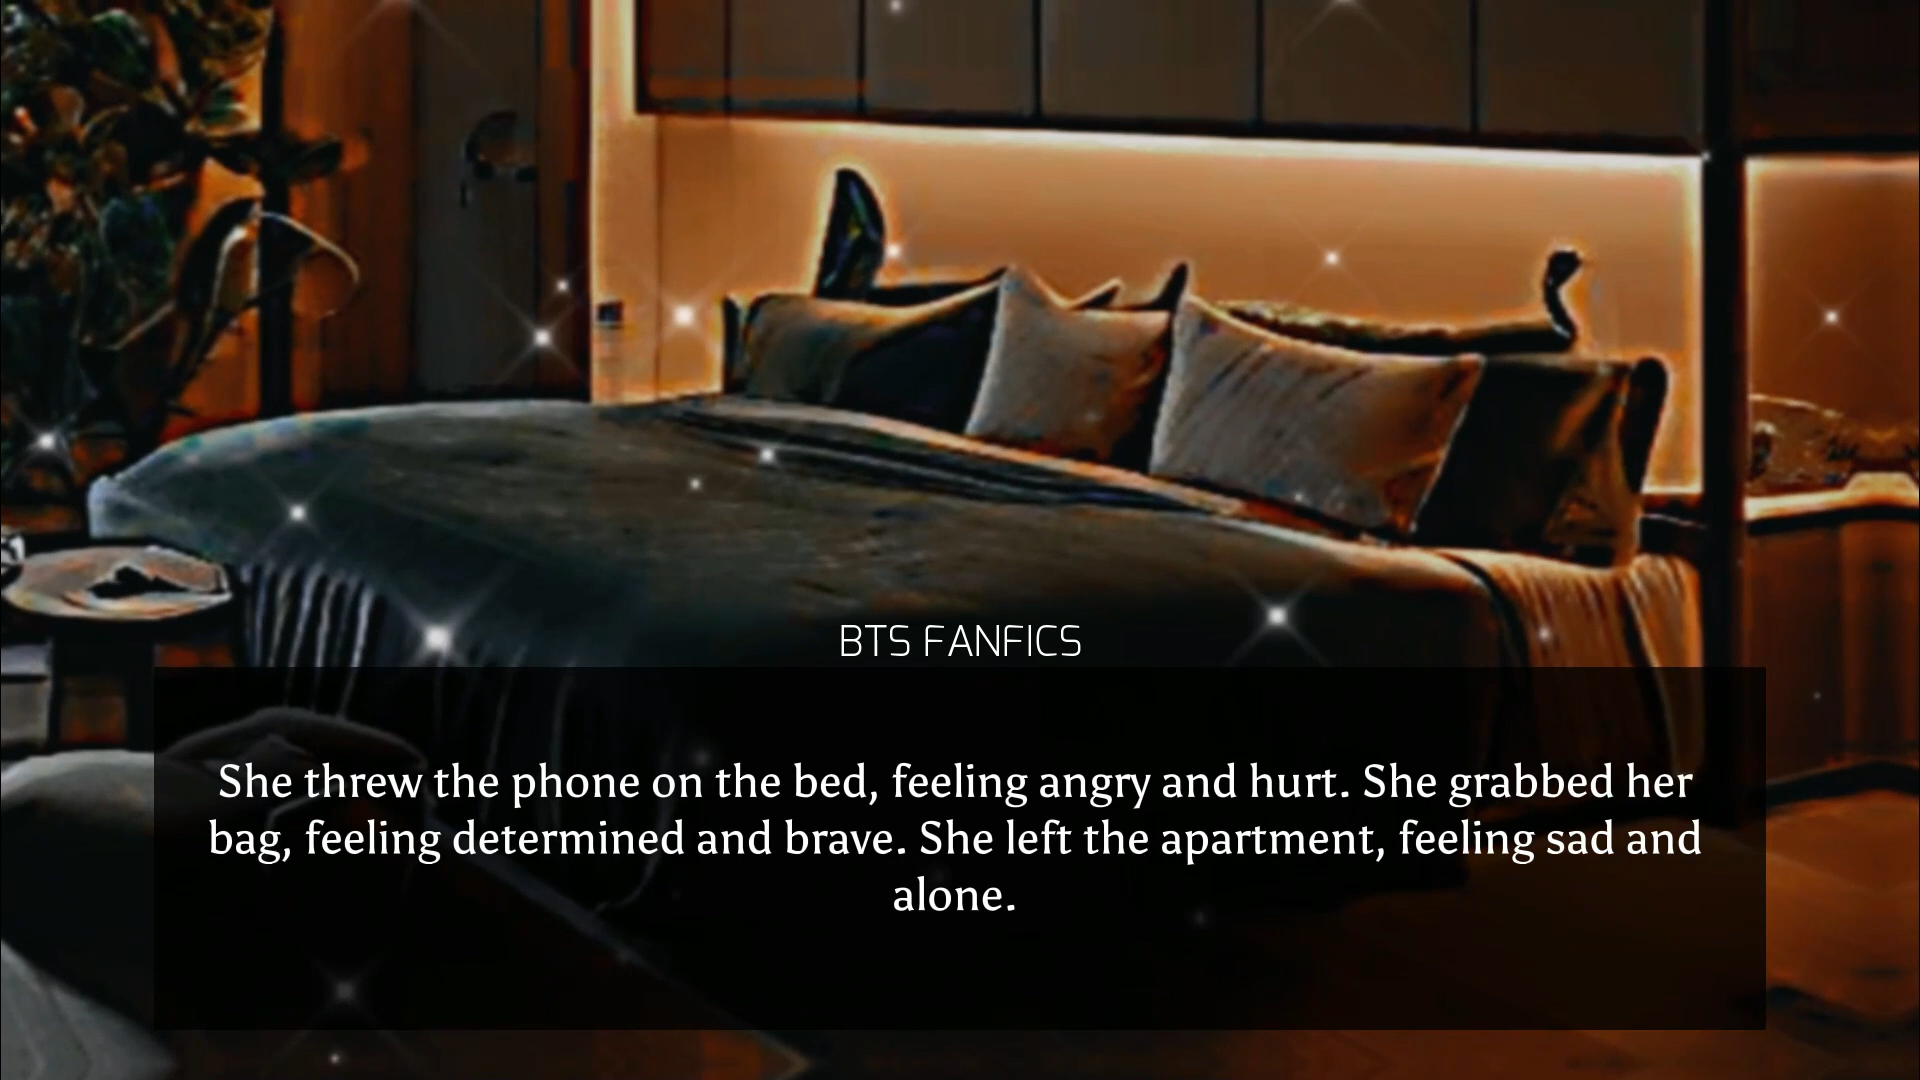 BTS FANFICS
She threw the phone on the bed, feeling angry and hurt. She grabbed her
bag, feeling determined and brave. She left the apartment, feeling sad and
alone.